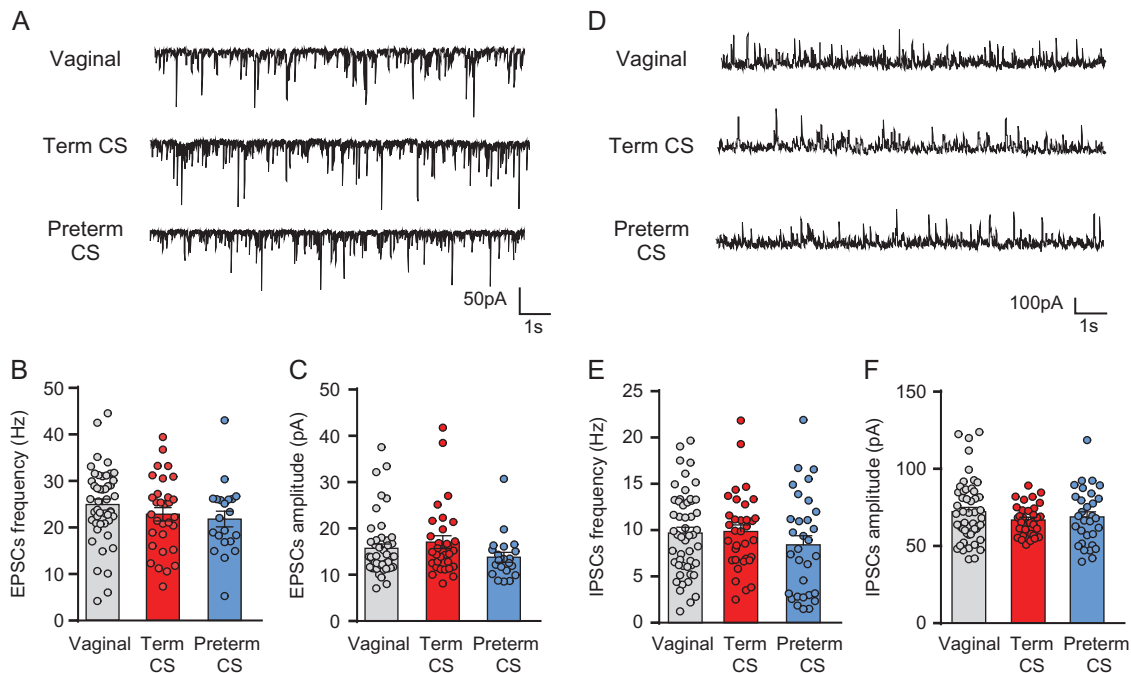 A
Vaginal
Term CS
Preterm
CS
50pA
1s
D
Vaginal
Term CS
Preterm
CS
100pA
1s
B
EPSCs frequency (Hz)
50
40
30
20
10
0
Vaginal
Term
CS
Preterm
CS
C
EPSCs amplitude (pA)
50
40
30
20
10
0
Vaginal
Term
CS
Preterm
CS
E
IPSCs frequency (Hz)
25
20
15
10
5
0
Vaginal
Term
CS
Preterm
CS
F
IPSCs amplitude (pA)
150
100
50
0
Vaginal
Term
CS
Preterm
CS